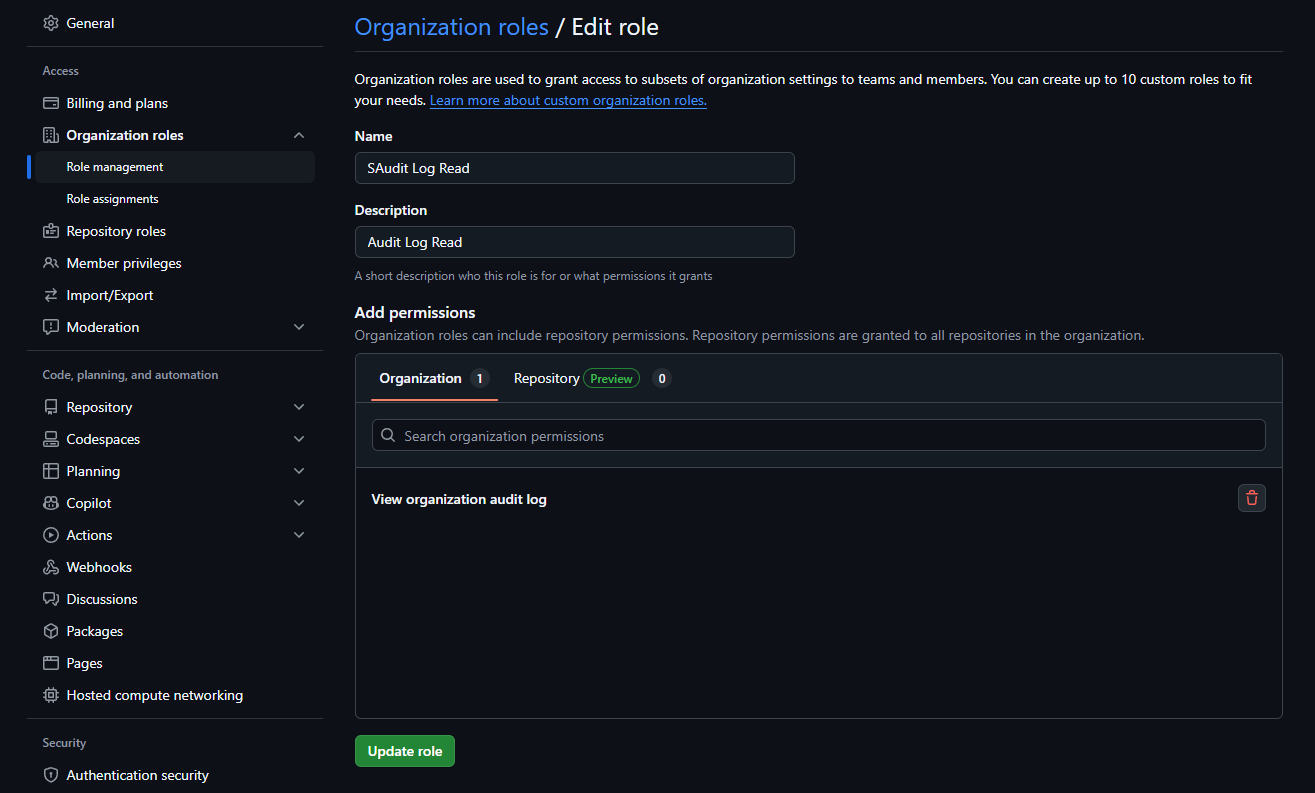 General
Access
Billing and plans
Organization roles
Role management
Role assignments
Repository roles
Member privileges
Import/Export
Moderation
Code, planning, and automation
Repository
Codespaces
Planning
Copilot
Actions
Webhooks
Discussions
Packages
Pages
Hosted compute networking
Security
Authentication security
Organization roles / Edit role
Organization roles are used to grant access to subsets of organization settings to teams and members. You can create up to 10 custom roles to fit
your needs. Learn more about custom organization roles.
Name
SAudit Log Read
Description
Audit Log Read
A short description who this role is for or what permissions it grants
Add permissions
Organization roles can include repository permissions. Repository permissions are granted to all repositories in the organization.
Organization 1 Repository Preview 0
Search organization permissions
View organization audit log
Update role